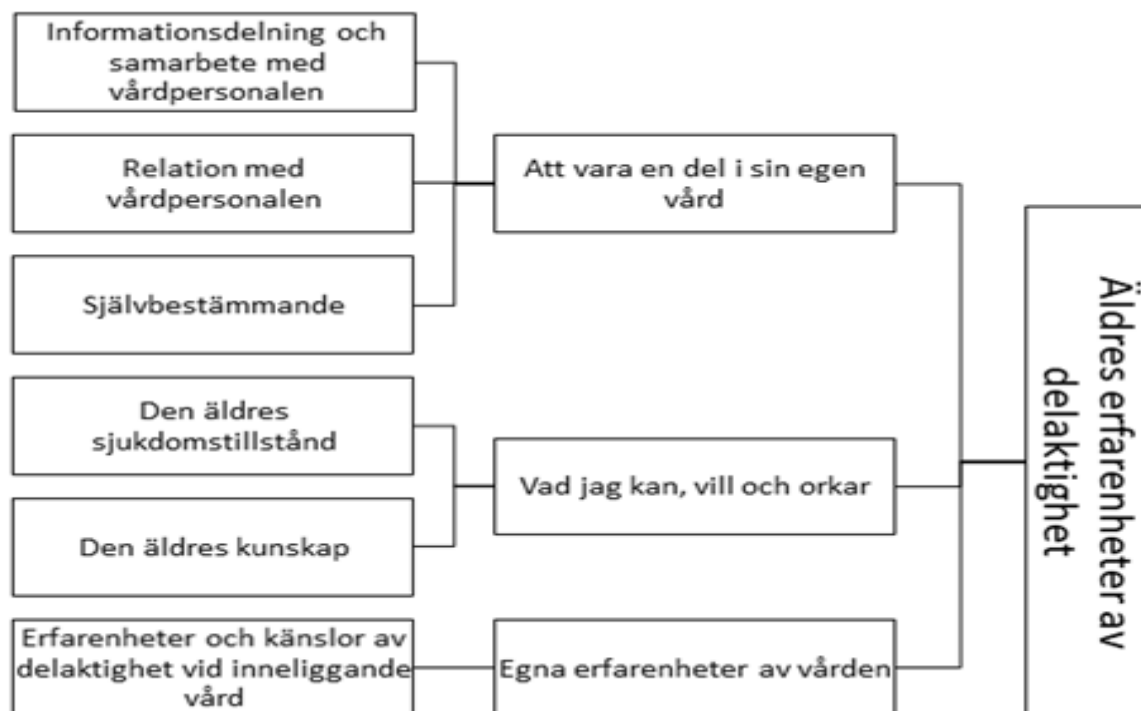 Informationsdelning och
samarbete med
vårdpersonalen
Relation med
vårdpersonalen
Självbestämmande
Den äldres
sjukdomstillstånd
Den äldres kunskap
Erfarenheter och känslor av
delaktighet vid inneliggande
vård
Att vara en del i sin egen
vård
Vad jag kan, vill och orkar
Egna erfarenheter av vården
Äldres erfarenheter av
delaktighet